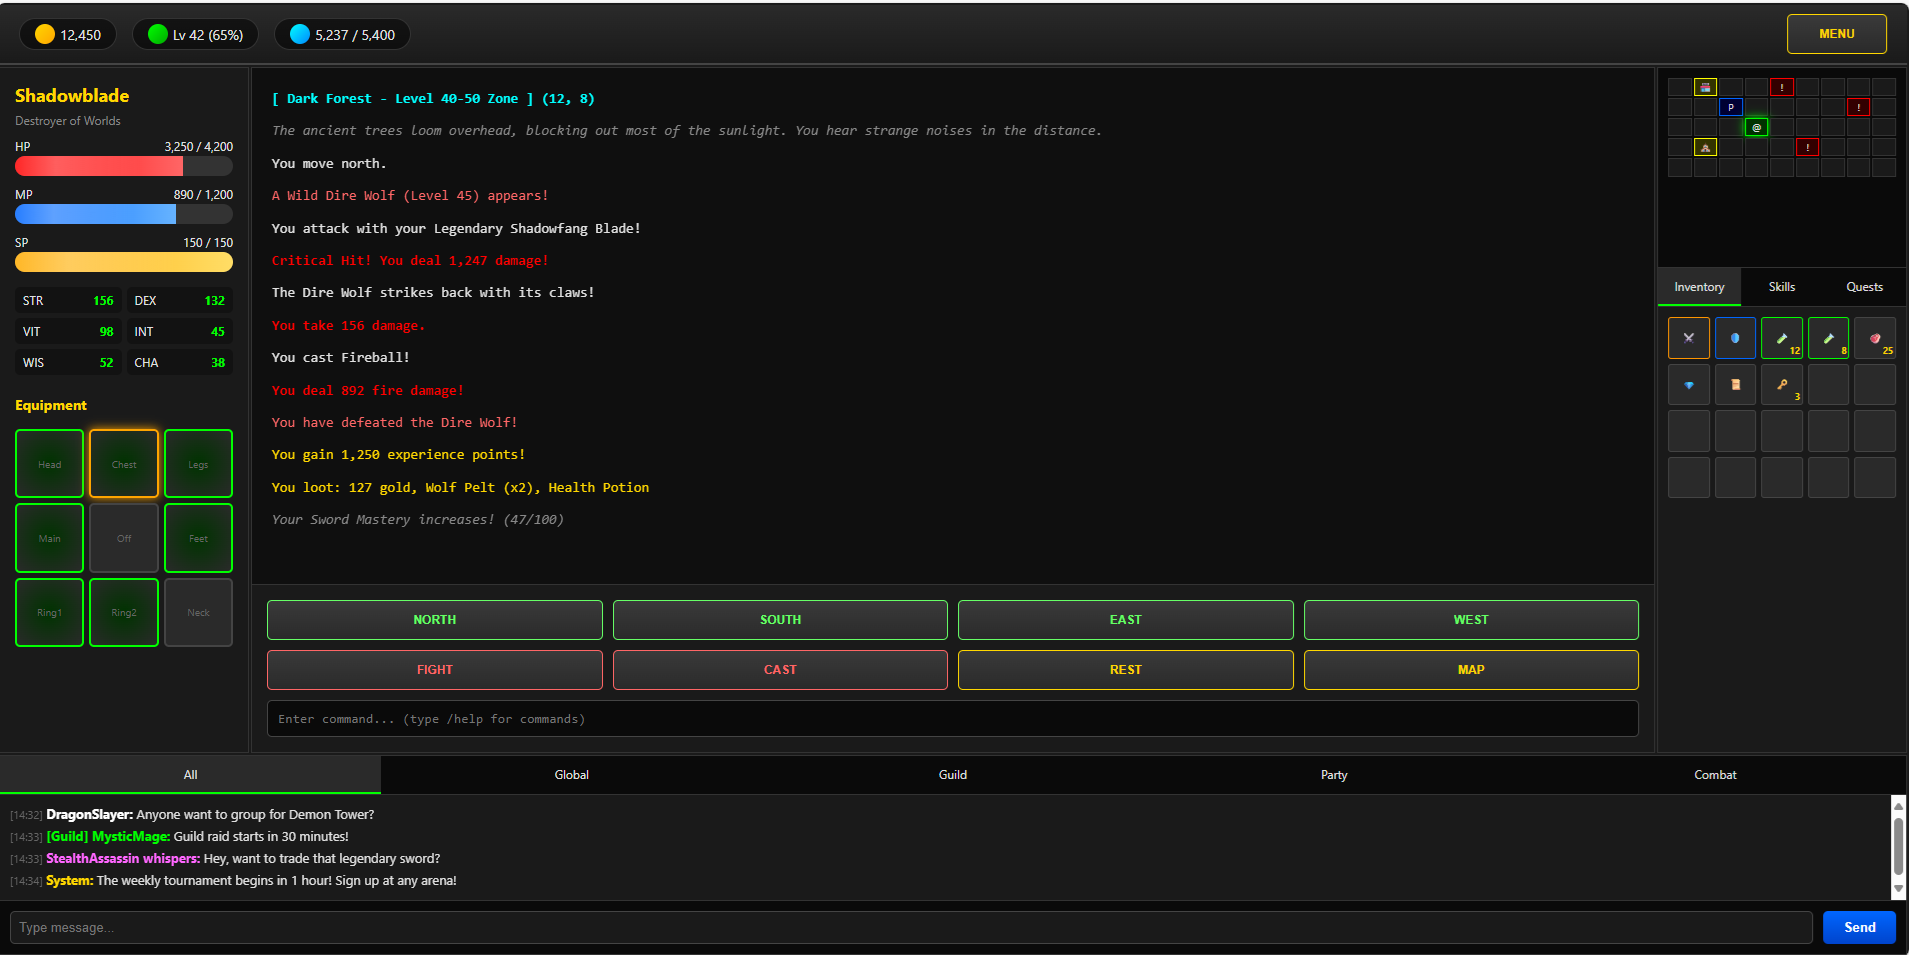 12,450
Lv 42 (65%)
5,237 / 5,400
MENU
Shadowblade
Destroyer of Worlds
HP 3,250 / 4,200
MP 890 / 1,200
SP 150 / 150
STR 156 DEX 132
VIT 98 INT 45
WIS 52 CHA 38
Equipment
Head Chest Legs
Main Off Feet
Ring1 Ring2 Neck
[ Dark Forest - Level 40-50 Zone ] (12, 8)
The ancient trees loom overhead, blocking out most of the sunlight. You hear strange noises in the distance.
You move north.
A Wild Dire Wolf (Level 45) appears!
You attack with your Legendary Shadowfang Blade!
Critical Hit! You deal 1,247 damage!
The Dire Wolf strikes back with its claws!
You take 156 damage.
You cast Fireball!
You deal 892 fire damage!
You have defeated the Dire Wolf!
You gain 1,250 experience points!
You loot: 127 gold, Wolf Pelt (x2), Health Potion
Your Sword Mastery increases! (47/100)
NORTH SOUTH EAST WEST
FIGHT CAST REST MAP
Enter command... (type /help for commands)
!
P !
@
!
Inventory Skills Quests
12 8 25
3
All Global Guild Party Combat
[14:32] DragonSlayer: Anyone want to group for Demon Tower?
[14:33] [Guild] MysticMage: Guild raid starts in 30 minutes!
[14:33] StealthAssassin whispers: Hey, want to trade that legendary sword?
[14:34] System: The weekly tournament begins in 1 hour! Sign up at any arena!
Type message...
Send